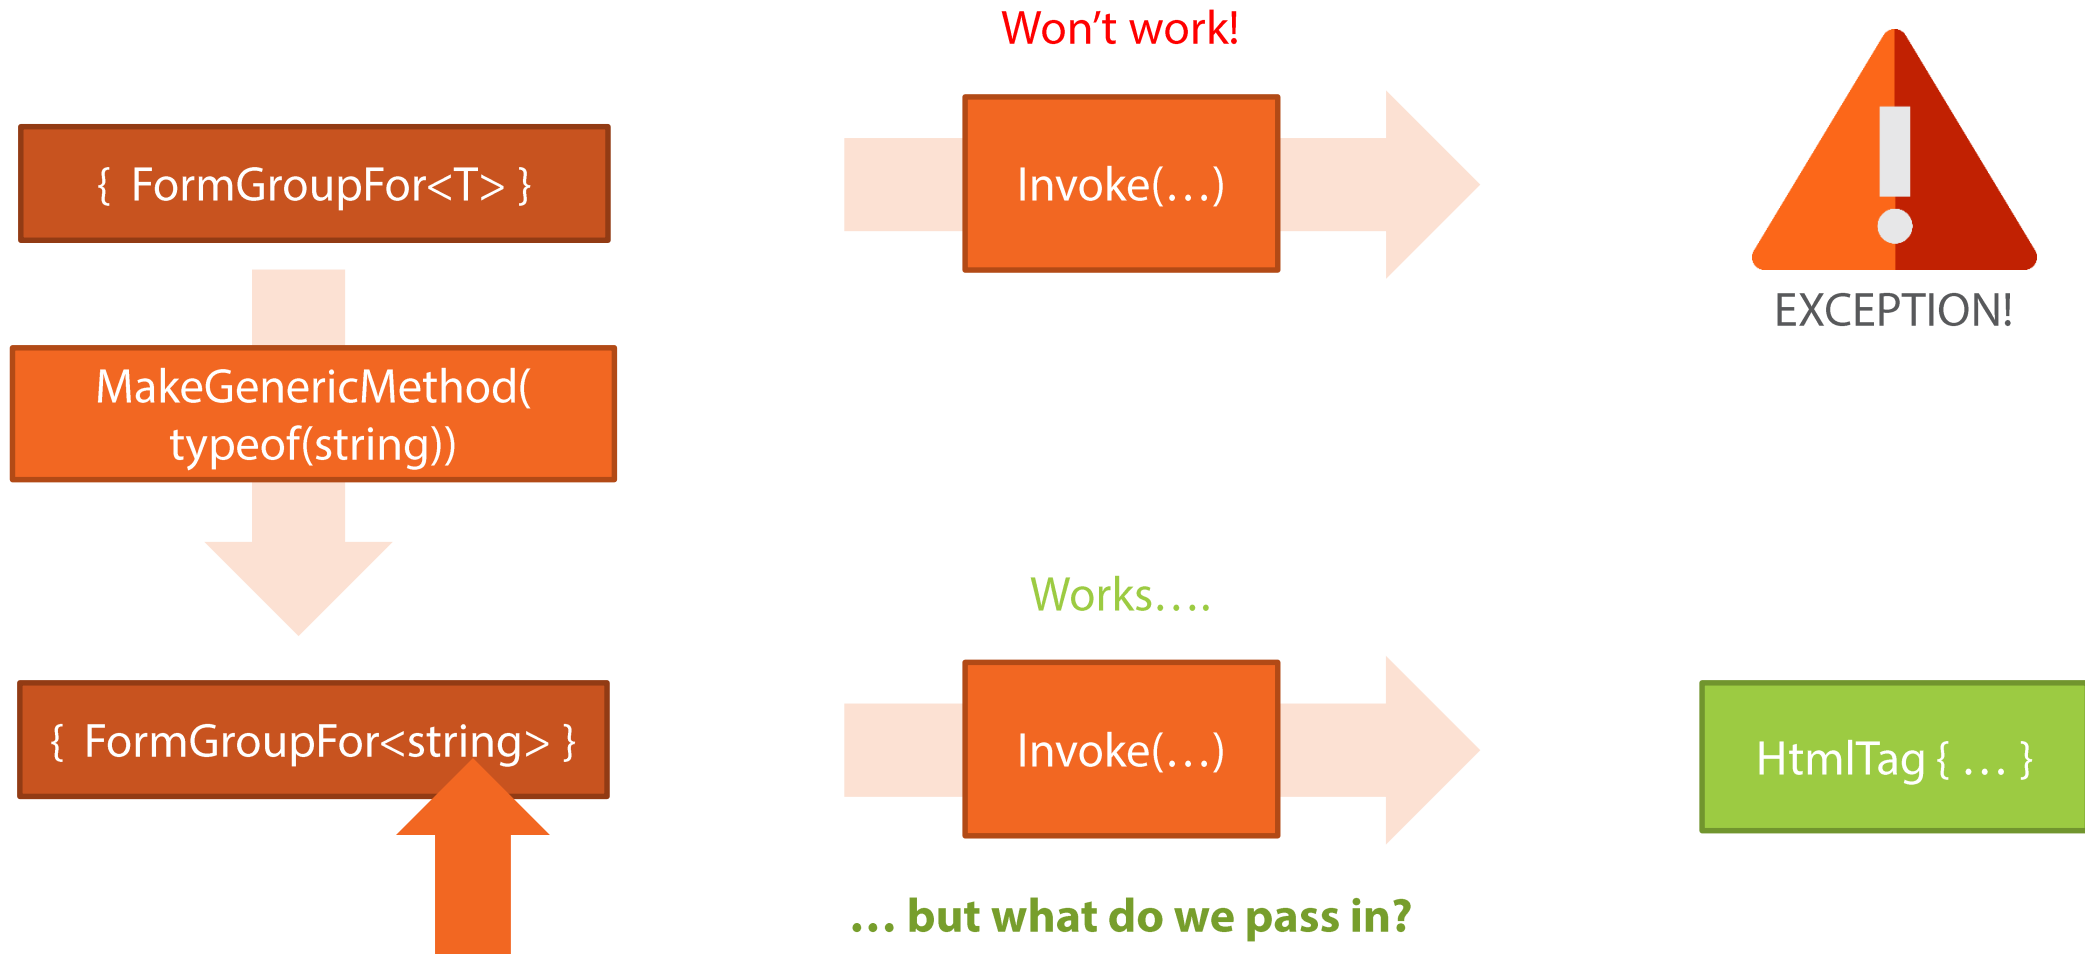 Won’t work!
{ FormGroupFor<T> }
Invoke(…)
EXCEPTION!
MakeGenericMethod(
typeof(string))
Works….
{ FormGroupFor<string> }
Invoke(…)
HtmlTag { … }
… but what do we pass in?